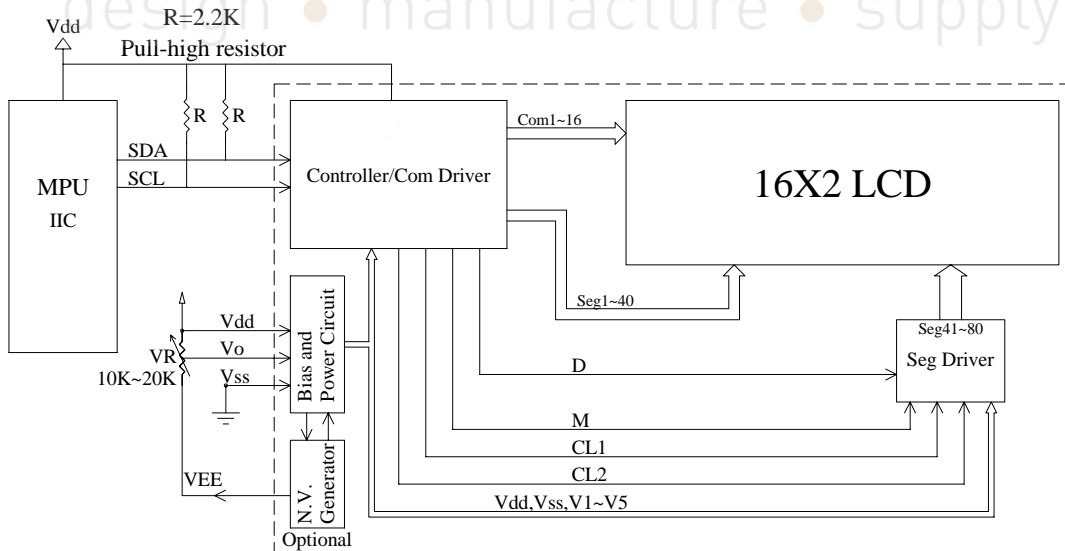 design • manufacture • supply
R=2.2K
Vdd
Pull-high resistor
R
R
SDA
SCL
MPU
IIC
Controller/Com Driver
Com1~16
16X2 LCD
Seg1~40
Seg41~80
Seg Driver
Vdd
Vo
VR
10K~20K
Vss
Bias and
Power Circuit
D
M
CL1
CL2
Vdd,Vss,V1~V5
VEE
N.V.
Generator
Optional